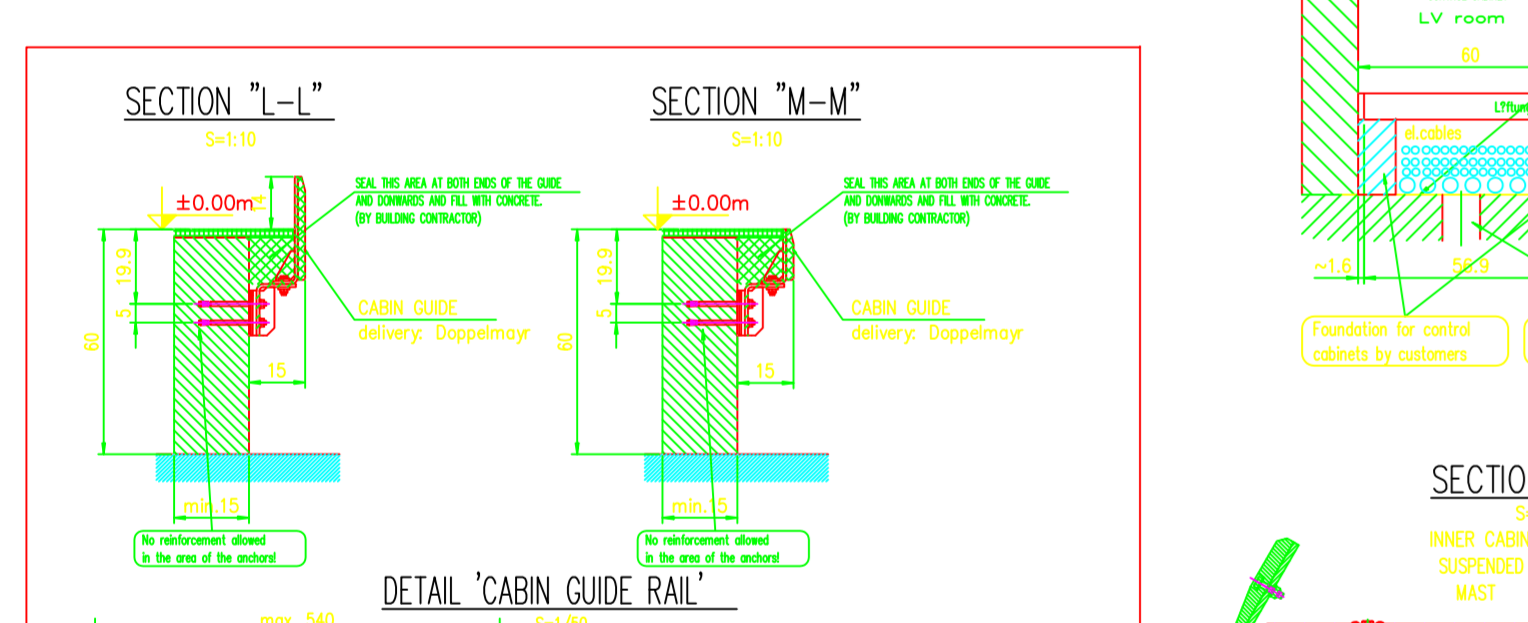 SECTION "L-L"
S=1:10
±0.00m
14
SEAL THIS AREA AT BOTH ENDS OF THE GUIDE
AND DONWARDS AND FILL WITH CONCRETE.
(BY BUILDING CONTRACTOR)
19.9
5
60
CABIN GUIDE
delivery: Doppelmayr
15
min.15
No reinforcement allowed
in the area of the anchors!
SECTION "M-M"
S=1:10
±0.00m
SEAL THIS AREA AT BOTH ENDS OF THE GUIDE
AND DONWARDS AND FILL WITH CONCRETE.
(BY BUILDING CONTRACTOR)
19.9
5
60
CABIN GUIDE
delivery: Doppelmayr
15
min.15
No reinforcement allowed
in the area of the anchors!
DETAIL 'CABIN GUIDE RAIL'
max. 540
S=1/50
LV room
60
L?ftung
el.cables
~1.6
56.9
Foundation for control
cabinets by customers
SECTIO
S=
INNER CABIN
SUSPENDED
MAST